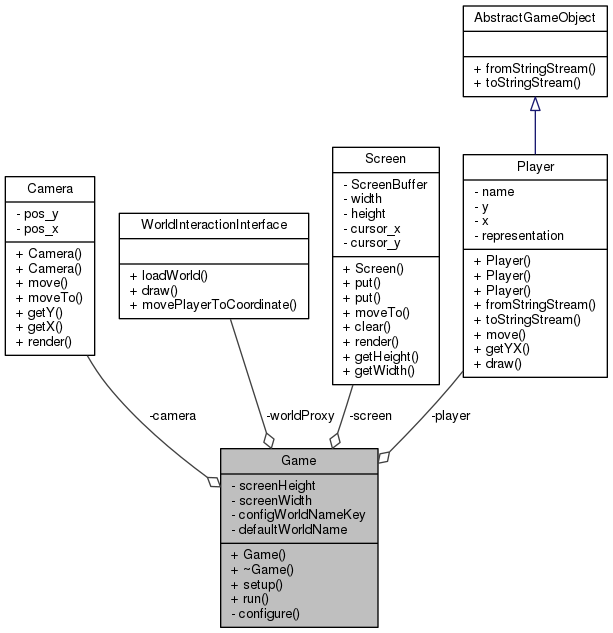 AbstractGameObject
+ fromStringStream()
+ toStringStream()
Camera
- pos_y
- pos_x
+ Camera()
+ Camera()
+ move()
+ moveTo()
+ getY()
+ getX()
+ render()
WorldInteractionInterface
+ loadWorld()
+ draw()
+ movePlayerToCoordinate()
Screen
- ScreenBuffer
- width
- height
- cursor_x
- cursor_y
+ Screen()
+ put()
+ put()
+ moveTo()
+ clear()
+ render()
+ getHeight()
+ getWidth()
Player
- name
- y
- x
- representation
+ Player()
+ Player()
+ Player()
+ fromStringStream()
+ toStringStream()
+ move()
+ getYX()
+ draw()
-camera
-worldProxy
-screen
-player
Game
- screenHeight
- screenWidth
- configWorldNameKey
- defaultWorldName
+ Game()
+ ~Game()
+ setup()
+ run()
- configure()